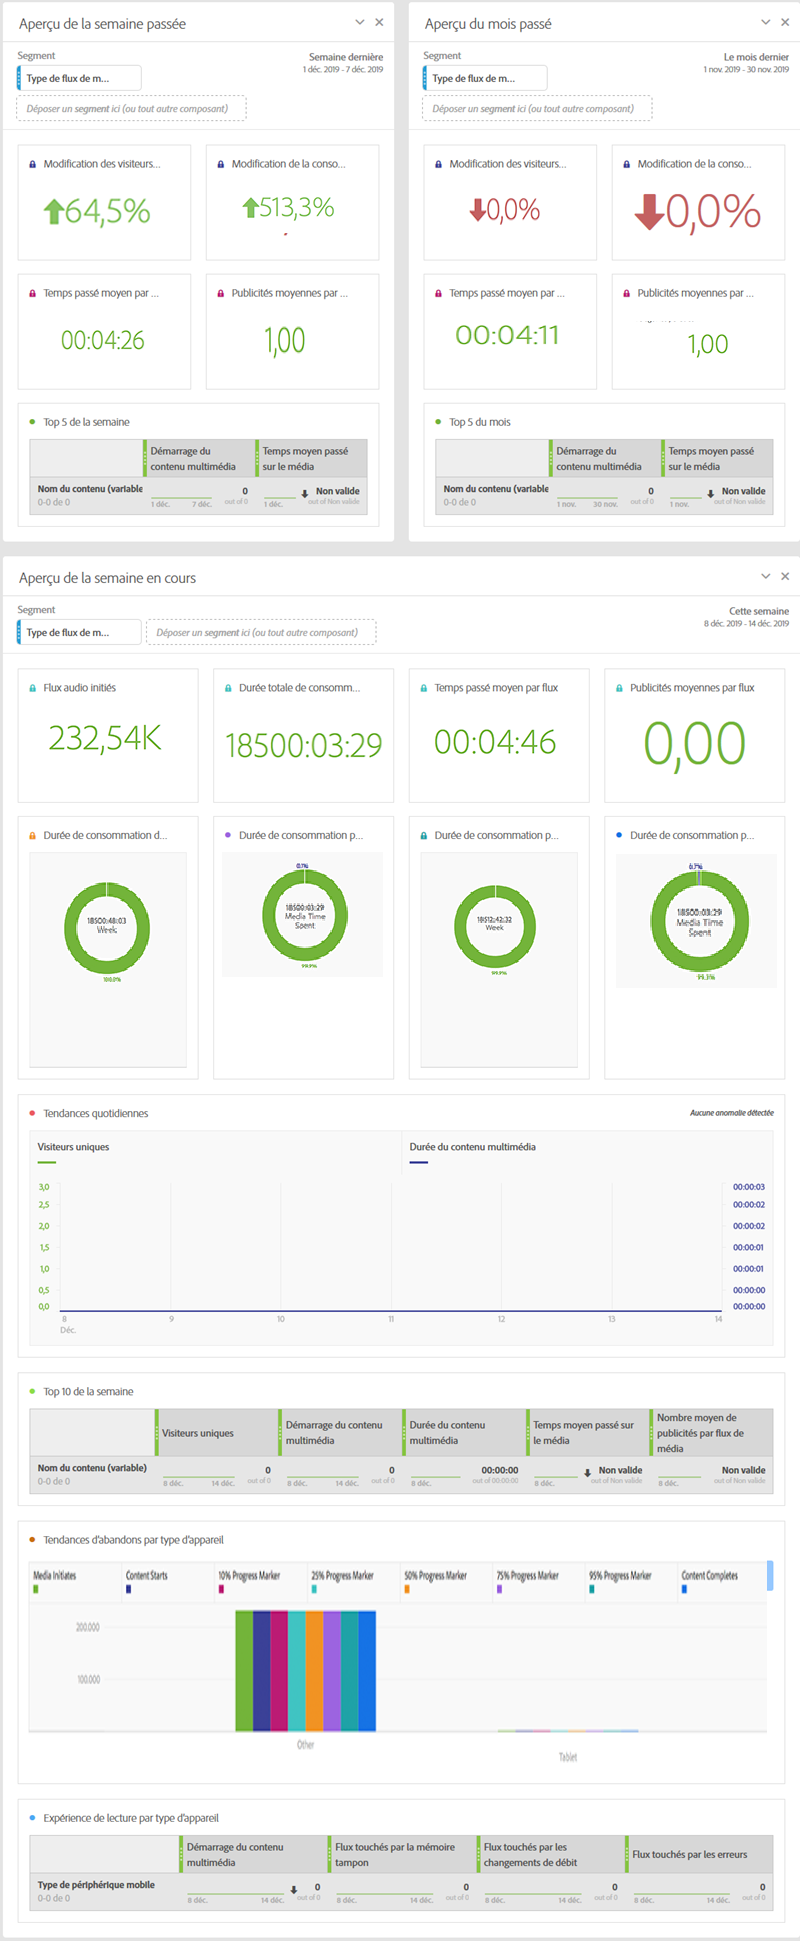 Aperçu de la semaine passée
Segment
Semaine dernière
1 déc. 2019 - 7 déc. 2019
Type de flux de m...
Déposer un segment ici (ou tout autre composant)
Modification des visiteurs...
64,5%
Modification de la conso...
513,3%
Temps passé moyen par ...
00:04:26
Publicités moyennes par ...
1,00
Top 5 de la semaine
Démarrage du
contenu multimédia
Temps moyen passé
sur le média
Nom du contenu (variable
0-0 de 0
1 déc.
7 déc.
0
out of 0
1 déc.
Non valide
out of Non valide
Aperçu du mois passé
Segment
Le mois dernier
1 nov. 2019 - 30 nov. 2019
Type de flux de m...
Déposer un segment ici (ou tout autre composant)
Modification des visiteurs...
0,0%
Modification de la conso...
0,0%
Temps passé moyen par ...
00:04:11
Publicités moyennes par ...
1,00
Top 5 du mois
Démarrage du
contenu multimédia
Temps moyen passé
sur le média
Nom du contenu (variable
0-0 de 0
1 nov.
30 nov.
0
out of 0
1 nov.
Non valide
out of Non valide
Aperçu de la semaine en cours
Segment
Cette semaine
8 déc. 2019 - 14 déc. 2019
Type de flux de m...
Déposer un segment ici (ou tout autre composant)
Flux audio initiés
232,54K
Durée totale de consomm...
18500:03:29
Temps passé moyen par flux
00:04:46
Publicités moyennes par flux
0,00
Durée de consommation d...
18500:48:03
Week
100.0%
Durée de consommation p...
0.1%
18500:03:29
Media Time
Spent
99.9%
Durée de consommation p...
18512:42:32
Week
99.9%
Durée de consommation p...
0.7%
18500:03:29
Media Time
Spent
99.3%
Tendances quotidiennes
Aucune anomalie détectée
Visiteurs uniques
Durée du contenu multimédia
3,0
2,5
2,0
1,5
1,0
0,5
0,0
00:00:03
00:00:02
00:00:02
00:00:01
00:00:01
00:00:00
00:00:00
8 9 10 11 12 13 14
Déc.
Top 10 de la semaine
Visiteurs uniques
Démarrage du contenu
multimédia
Durée du contenu
multimédia
Temps moyen passé sur
le média
Nombre moyen de
publicités par flux de
média
Nom du contenu (variable)
0-0 de 0
8 déc.
14 déc.
0
out of 0
8 déc.
14 déc.
0
out of 0
8 déc.
00:00:00
out of 00:00:00
8 déc.
Non valide
out of Non valide
8 déc.
Non valide
out of Non valide
Tendances d'abandons par type d'appareil
Media Initiates
Content Starts
10% Progress Marker
25% Progress Marker
50% Progress Marker
75% Progress Marker
95% Progress Marker
Content Completes
200.000
100.000
Other
Tablet
Expérience de lecture par type d'appareil
Démarrage du contenu
multimédia
Flux touchés par la mémoire
tampon
Flux touchés par les
changements de débit
Flux touchés par les erreurs
Type de périphérique mobile
0-0 de 0
8 déc.
14 déc.
0
out of 0
8 déc.
14 déc.
0
out of 0
8 déc.
14 déc.
0
out of 0
8 déc.
14 déc.
0
out of 0